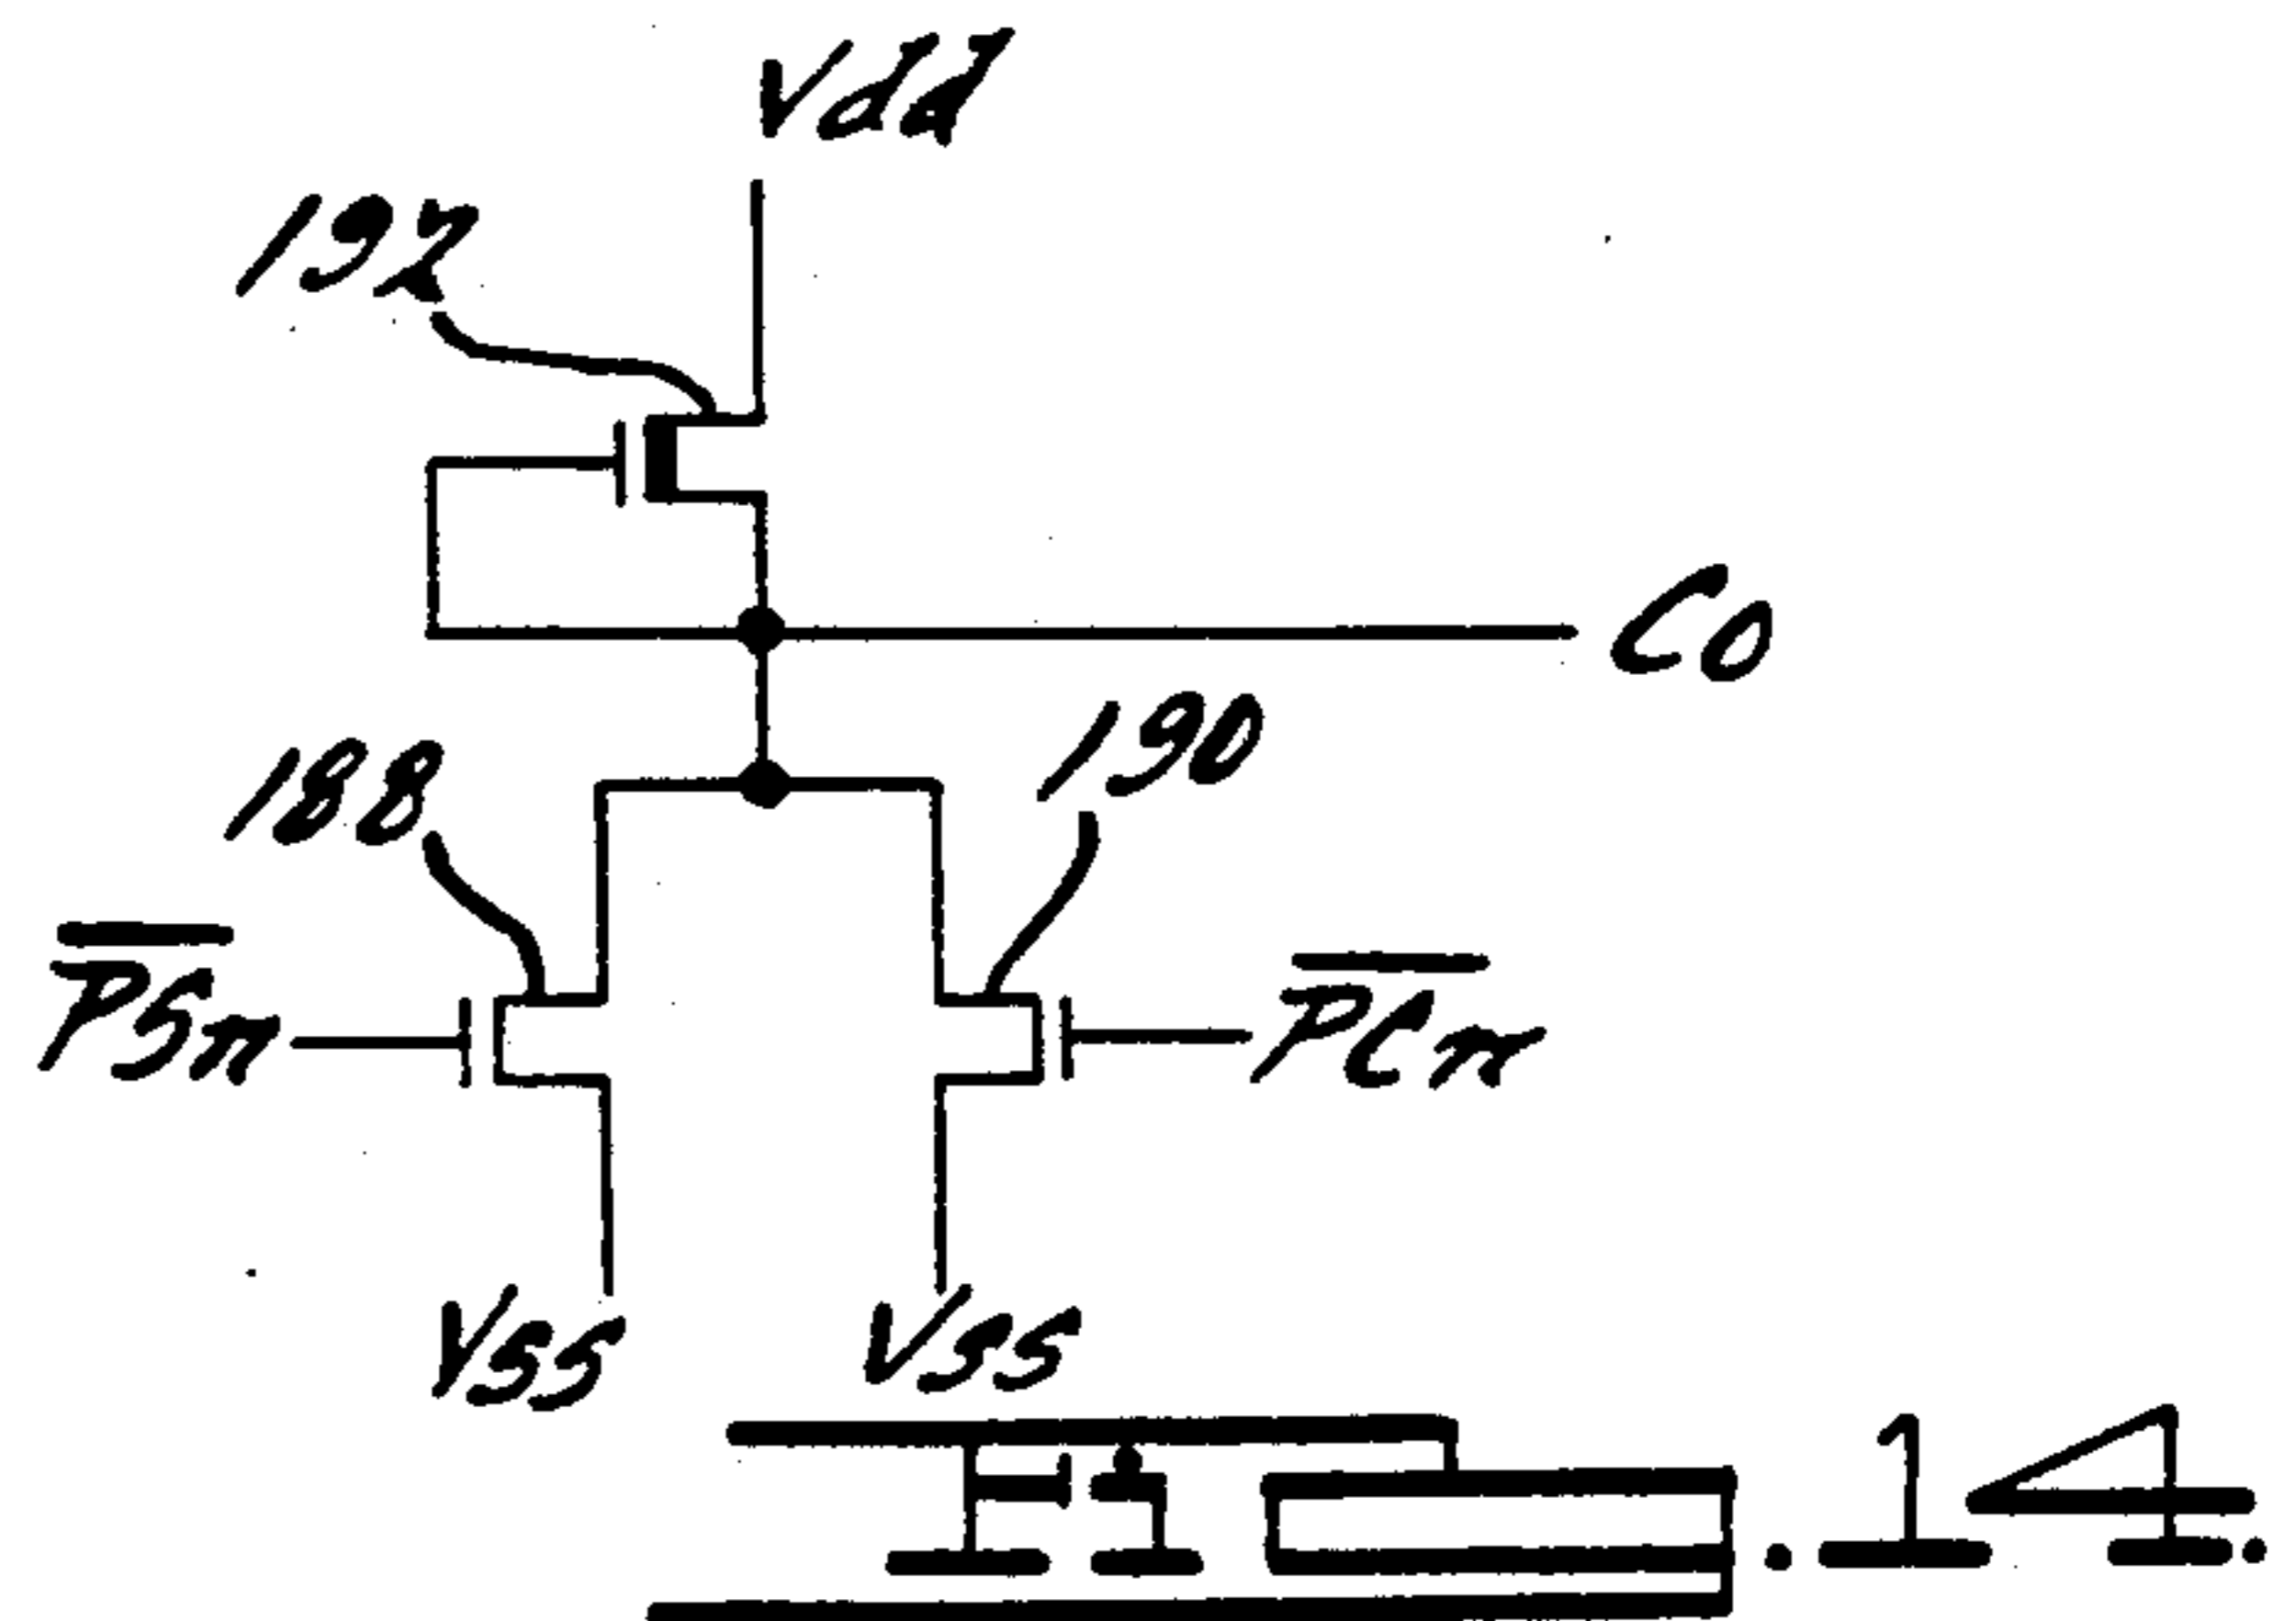 Vdd
192
Co
188
190
P̅S̅n̅
P̅C̅n̅
Vss
Vss
Fig.14.